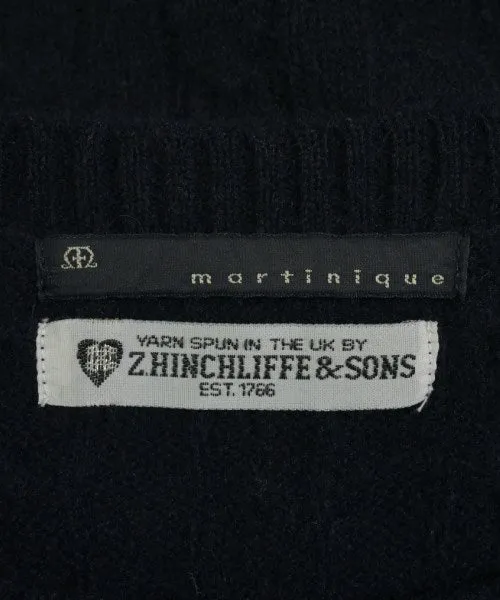 martinique
YARN SPUN IN THE UK BY
Z.HINCHLIFFE & SONS
EST. 1766